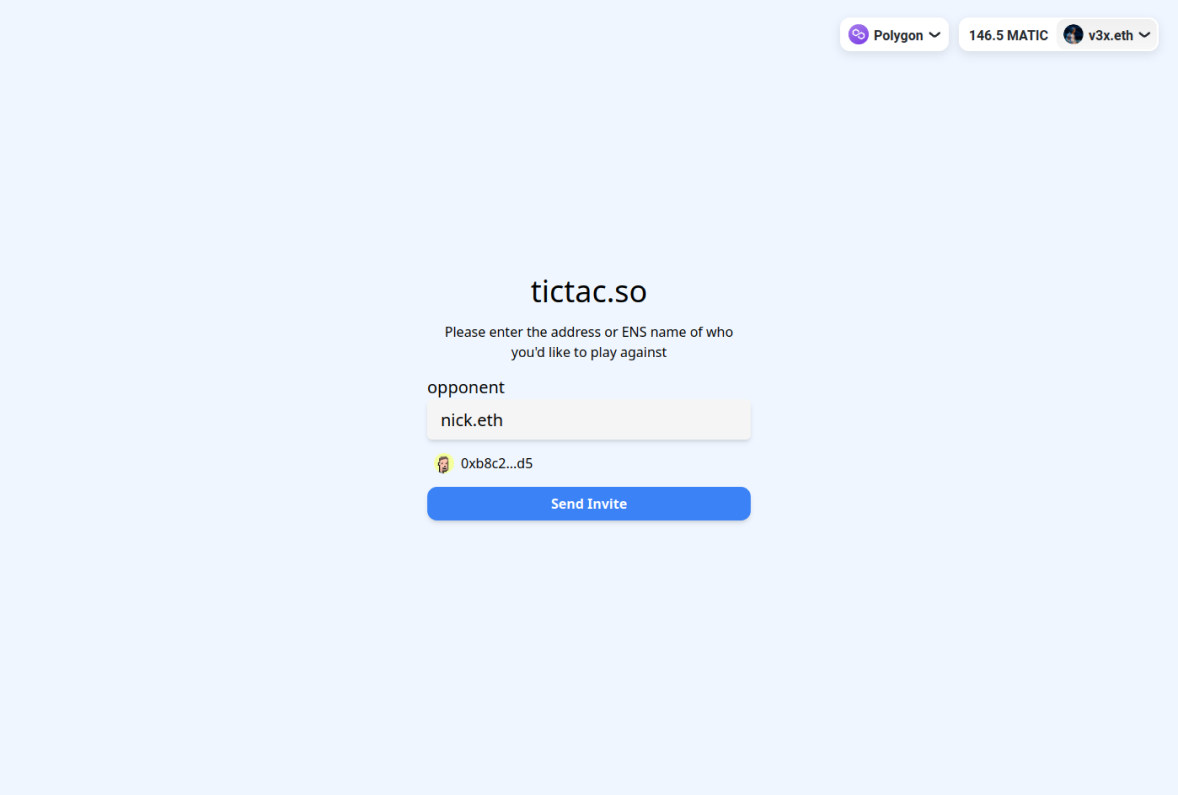 Polygon
146.5 MATIC v3x.eth
tictac.so
Please enter the address or ENS name of who
you'd like to play against
opponent
nick.eth
0xb8c2...d5
Send Invite